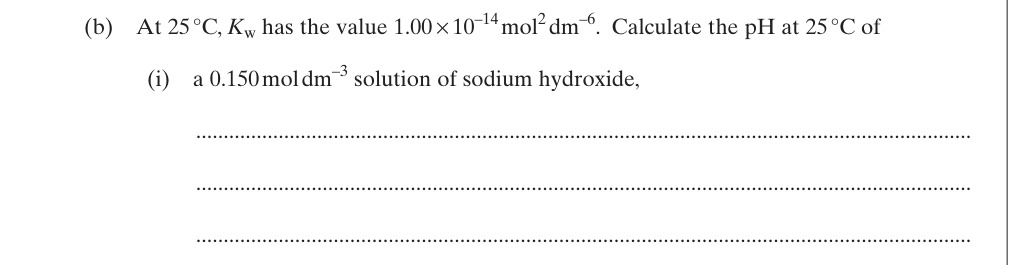 (b) At 25 °C, Kw has the value 1.00 × 10⁻¹⁴ mol² dm⁻⁶. Calculate the pH at 25 °C of
(i) a 0.150 mol dm⁻³ solution of sodium hydroxide,